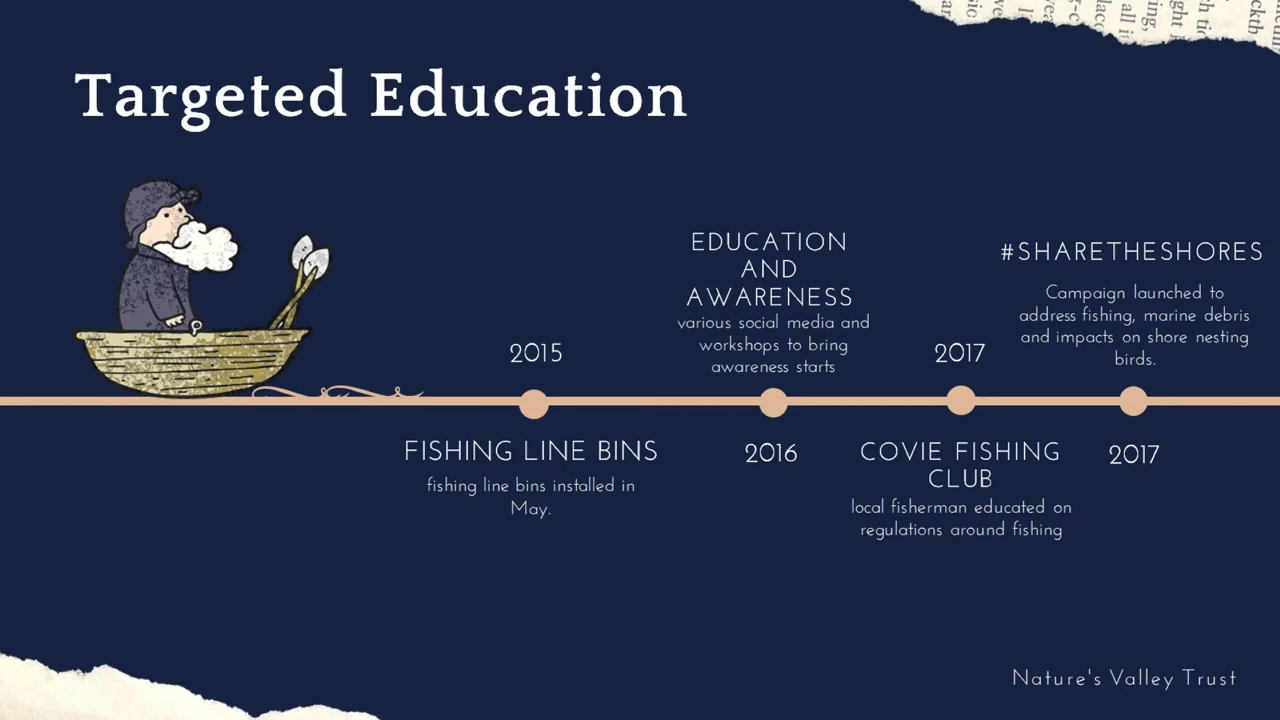 Targeted Education
2015
FISHING LINE BINS
fishing line bins installed in
May.
EDUCATION
AND
AWARENESS
various social media and
workshops to bring
awareness starts
2016
2017
COVIE FISHING
CLUB
local fisherman educated on
regulations around fishing
#SHARETHESHORES
Campaign launched to
address fishing, marine debris
and impacts on shore nesting
birds.
2017
Nature's Valley Trust